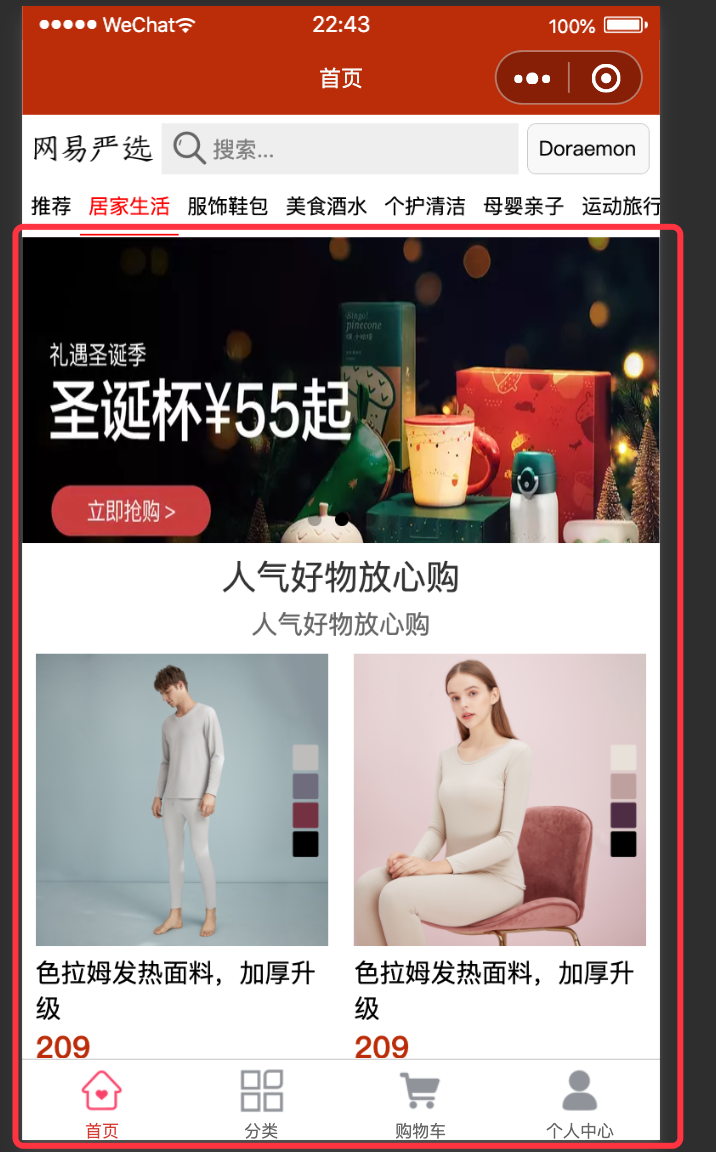 WeChat
22:43
100%
首页
网易严选
搜索...
Doraemon
推荐 居家生活 服饰鞋包 美食酒水 个护清洁 母婴亲子 运动旅行
礼遇圣诞季
圣诞杯¥55起
立即抢购 >
pinecone
人气好物放心购
人气好物放心购
色拉姆发热面料，加厚升
级
209
色拉姆发热面料，加厚升
级
209
首页
分类
购物车
个人中心